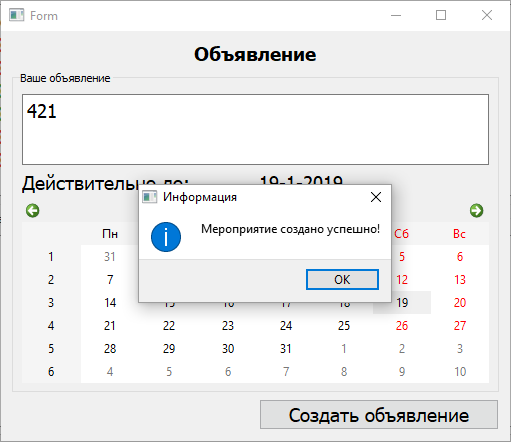 Form
Объявление
Ваше объявление
421
Действительно до: 19-1-2019
Информация
Мероприятие создано успешно!
OK
Пн Сб Вс
1 31 5 6
2 7 12 13
3 14 15 16 17 18 19 20
4 21 22 23 24 25 26 27
5 28 29 30 31 1 2 3
6 4 5 6 7 8 9 10
Создать объявление